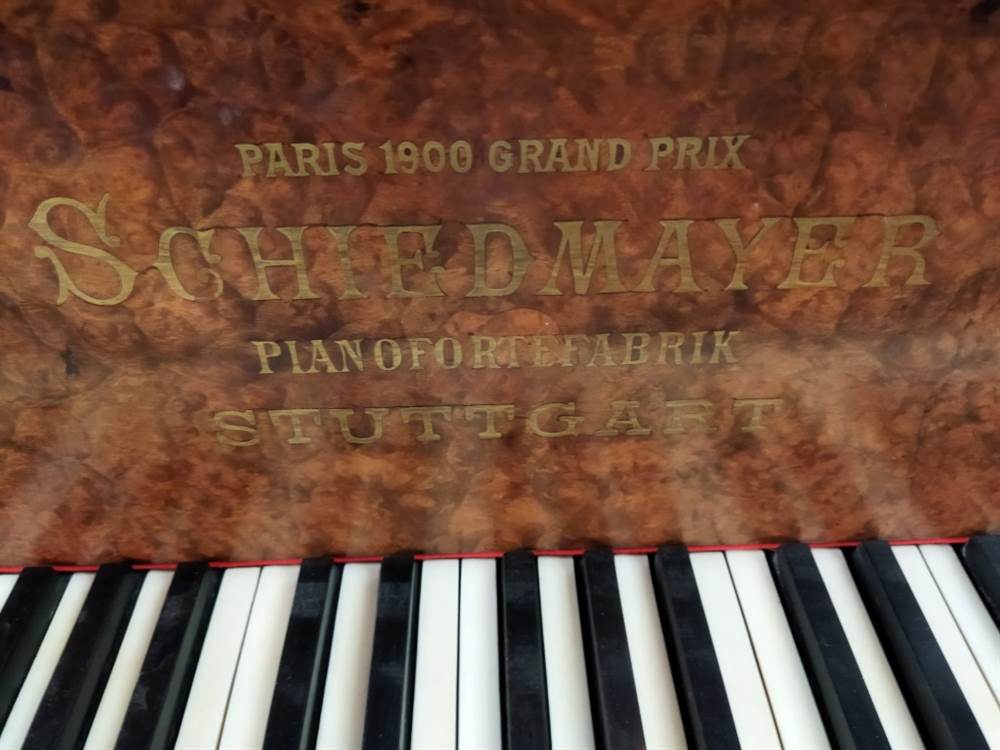 PARIS 1900 GRAND PRIX
SCHIEDMAYER
PIANOFORTEFABRIK
STUTTGART